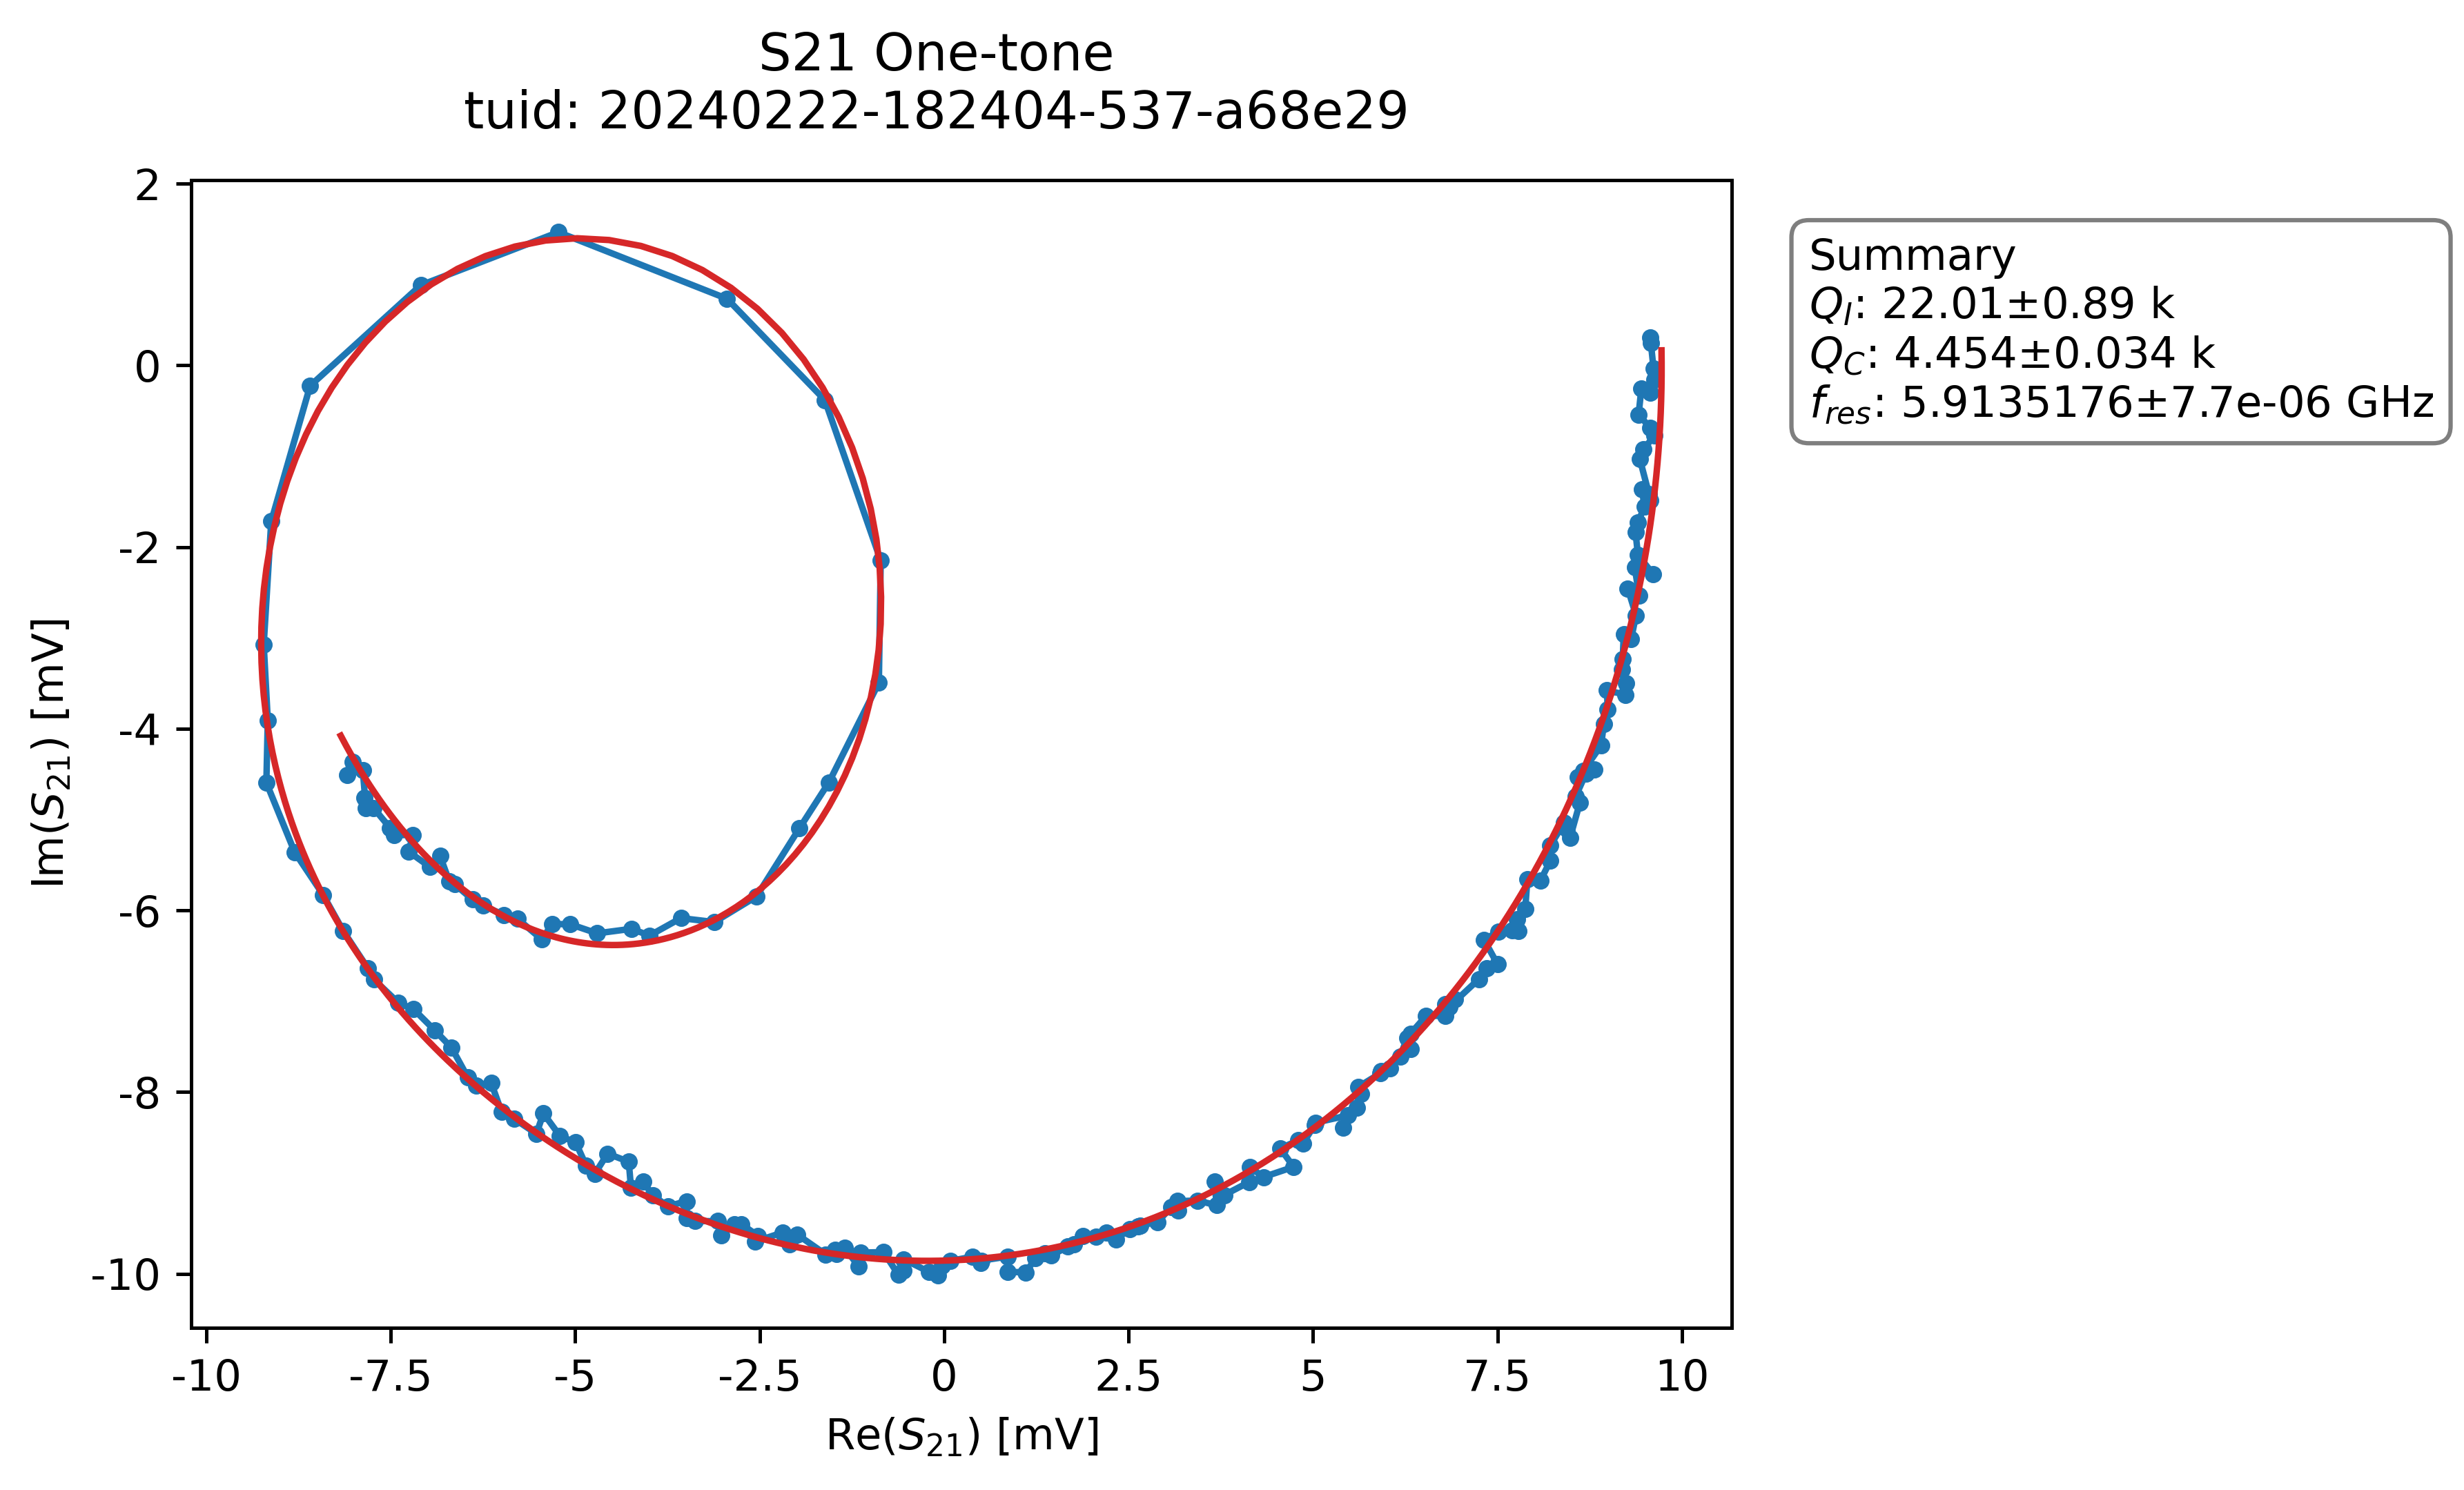 S21 One-tone
tuid: 20240222-182404-537-a68e29
2
0
-2
-4
-6
-8
-10
Im(S21) [mV]
-10
-7.5
-5
-2.5
0
2.5
5
7.5
10
Re(S21) [mV]
Summary
QI: 22.01±0.89 k
QC: 4.454±0.034 k
fres: 5.9135176±7.7e-06 GHz